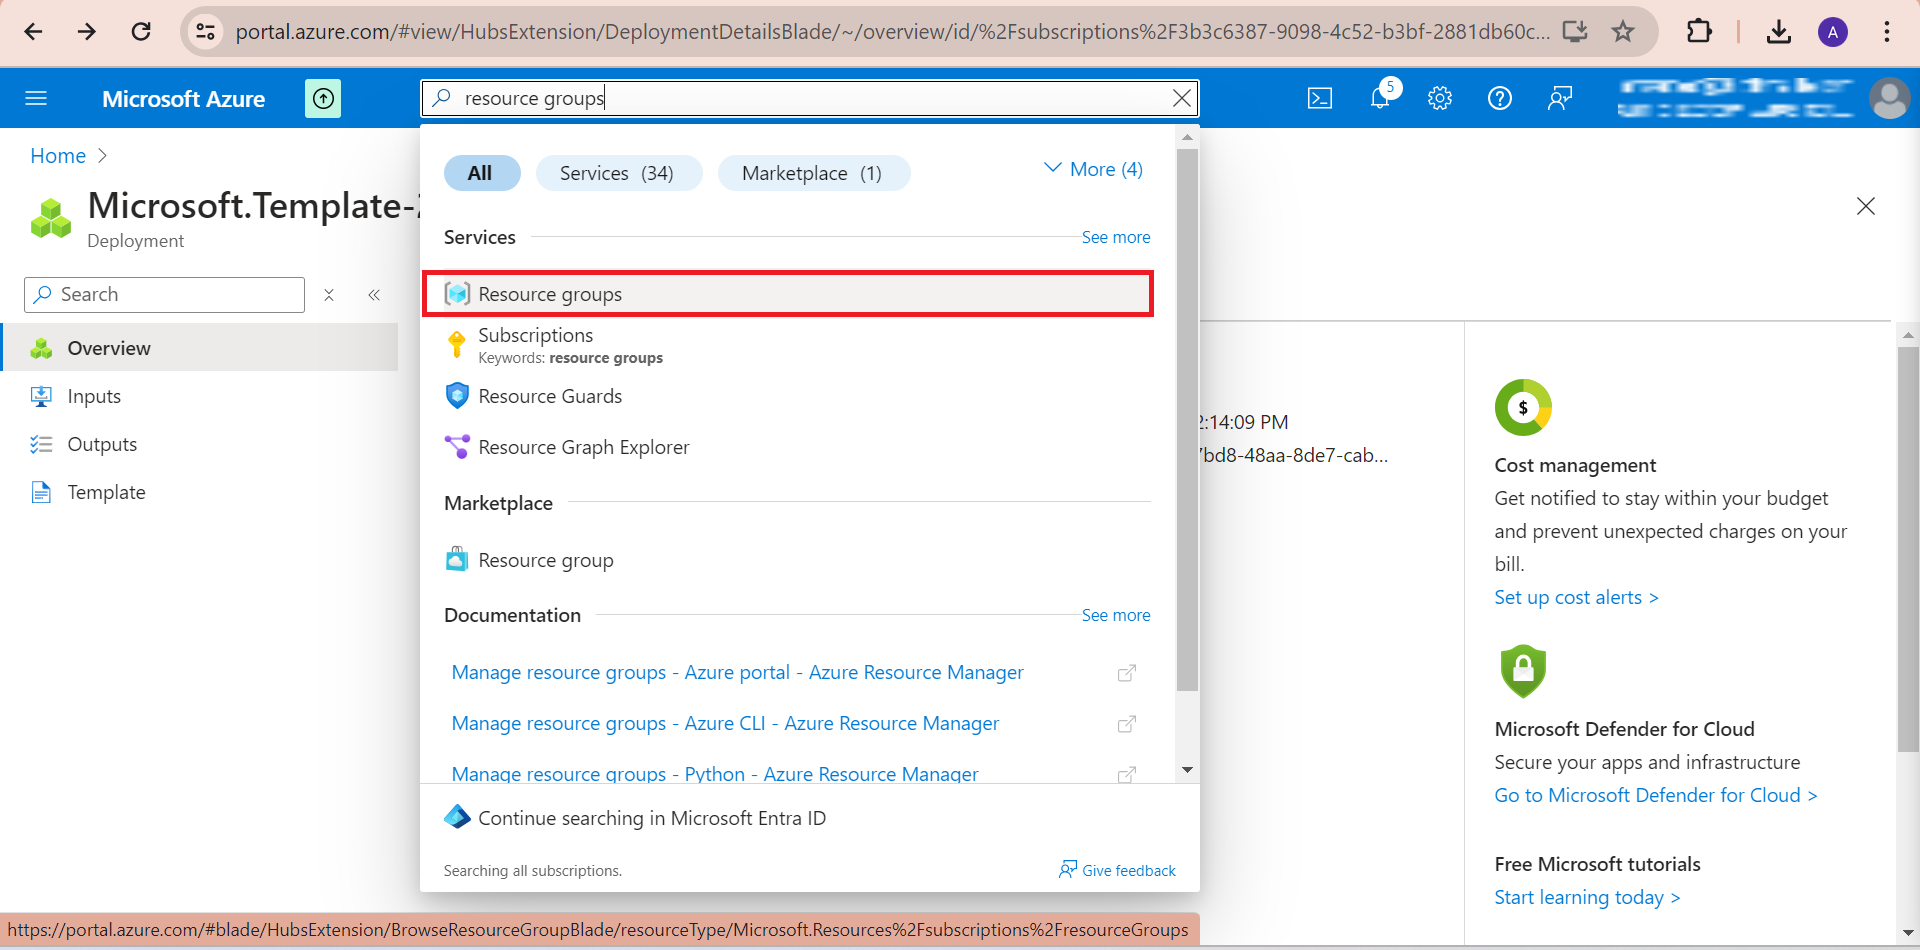 portal.azure.com/#view/HubsExtension/DeploymentDetailsBlade/~/overview/id/%2Fsubscriptions%2F3b3c6387-9098-4c52-b3bf-2881db60c...
A
Microsoft Azure
resource groups
5
Home
Microsoft.Template-
Deployment
Search
Overview
Inputs
Outputs
Template
All
Services (34)
Marketplace (1)
More (4)
Services
See more
Resource groups
Subscriptions
Keywords: resource groups
Resource Guards
Resource Graph Explorer
Marketplace
Resource group
Documentation
See more
Manage resource groups - Azure portal - Azure Resource Manager
Manage resource groups - Azure CLI - Azure Resource Manager
Manage resource groups - Python - Azure Resource Manager
Continue searching in Microsoft Entra ID
Searching all subscriptions.
Give feedback
2:14:09 PM
7bd8-48aa-8de7-cab...
$
Cost management
Get notified to stay within your budget
and prevent unexpected charges on your
bill.
Set up cost alerts >
Microsoft Defender for Cloud
Secure your apps and infrastructure
Go to Microsoft Defender for Cloud >
Free Microsoft tutorials
Start learning today >
https://portal.azure.com/#blade/HubsExtension/BrowseResourceGroupBlade/resourceType/Microsoft.Resources%2Fsubscriptions%2FresourceGroups